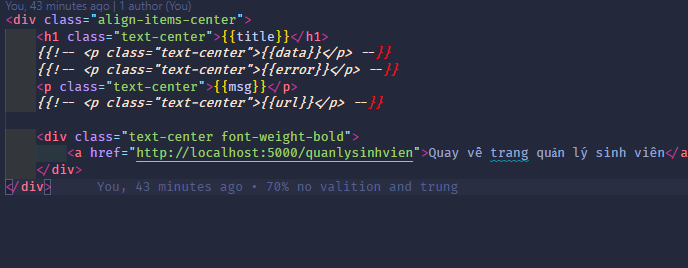 You, 43 minutes ago | 1 author (You)
<div class="align-items-center">
<h1 class="text-center">{{title}}</h1>
{{!-- <p class="text-center">{{data}}</p> --}}
{{!-- <p class="text-center">{{error}}</p> --}}
<p class="text-center">{{msg}}</p>
{{!-- <p class="text-center">{{url}}</p> --}}
<div class="text-center font-weight-bold">
<a href="http://localhost:5000/quanlysinhvien">Quay về trang quản lý sinh viên</a
</div>
</div> You, 43 minutes ago • 70% no valition and trung